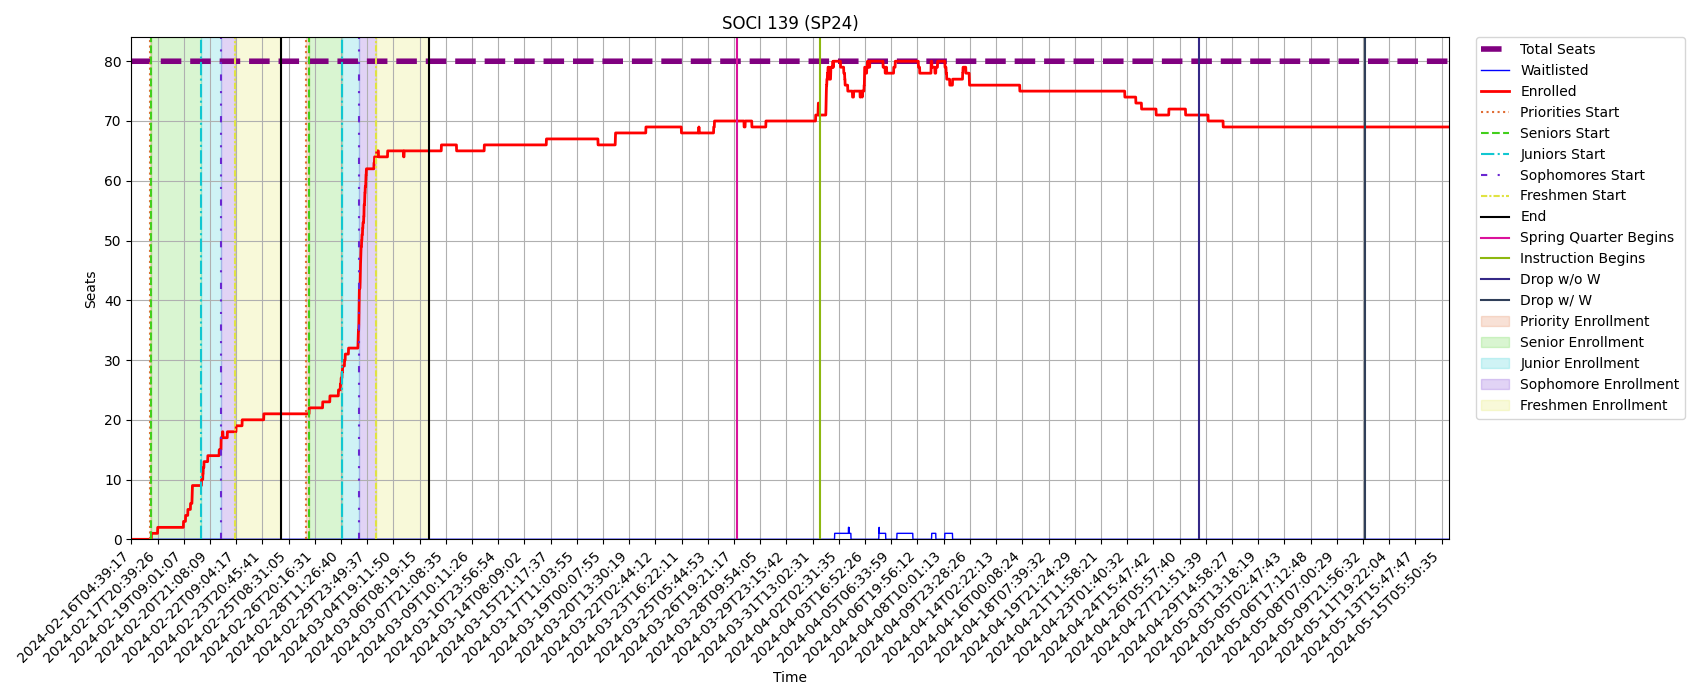 SOCI 139 (SP24)
Seats
80
70
60
50
40
30
20
10
0
2024-02-16T04:39:17
2024-02-17T20:39:26
2024-02-19T09:01:07
2024-02-20T21:08:09
2024-02-22T09:04:17
2024-02-23T20:45:41
2024-02-25T08:31:05
2024-02-26T20:16:31
2024-02-28T11:26:40
2024-02-29T23:49:37
2024-03-04T19:11:50
2024-03-06T08:19:15
2024-03-07T21:08:35
2024-03-09T10:11:26
2024-03-10T23:56:54
2024-03-14T08:09:02
2024-03-15T21:17:37
2024-03-17T11:03:55
2024-03-19T00:07:55
2024-03-20T13:30:19
2024-03-22T02:44:12
2024-03-23T16:22:11
2024-03-25T05:44:53
2024-03-26T19:21:17
2024-03-28T09:54:05
2024-03-29T23:15:42
2024-03-31T13:02:31
2024-04-02T02:31:35
2024-04-03T16:52:26
2024-04-05T06:33:59
2024-04-06T19:56:12
2024-04-08T10:01:13
2024-04-09T23:28:26
2024-04-14T02:22:13
2024-04-16T00:08:24
2024-04-18T07:39:32
2024-04-19T21:24:29
2024-04-21T11:58:21
2024-04-23T01:40:32
2024-04-24T15:47:42
2024-04-26T05:57:40
2024-04-27T21:51:39
2024-04-29T14:58:27
2024-05-03T13:18:19
2024-05-05T02:47:43
2024-05-06T17:12:48
2024-05-08T07:00:29
2024-05-09T21:56:32
2024-05-11T19:22:04
2024-05-13T15:47:47
2024-05-15T05:50:35
Time
Total Seats
Waitlisted
Enrolled
Priorities Start
Seniors Start
Juniors Start
Sophomores Start
Freshmen Start
End
Spring Quarter Begins
Instruction Begins
Drop w/o W
Drop w/ W
Priority Enrollment
Senior Enrollment
Junior Enrollment
Sophomore Enrollment
Freshmen Enrollment